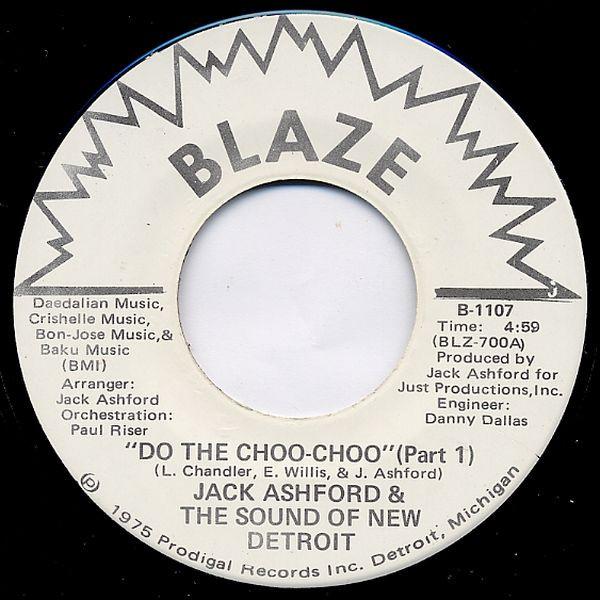 BLAZE
Daedalian Music,
Crishelle Music,
Bon-Jose Music,&
Baku Music
(BMI)
Arranger:
Jack Ashford
Orchestration:
Paul Riser
B-1107
Time: 4:59
(BLZ-700A)
Produced by
Jack Ashford for
Just Productions,Inc.
Engineer:
Danny Dallas
"DO THE CHOO-CHOO"(Part 1)
(L. Chandler, E. Willis, & J. Ashford)
JACK ASHFORD &
THE SOUND OF NEW
DETROIT
Ⓟ 1975 Prodigal Records Inc. Detroit, Michigan